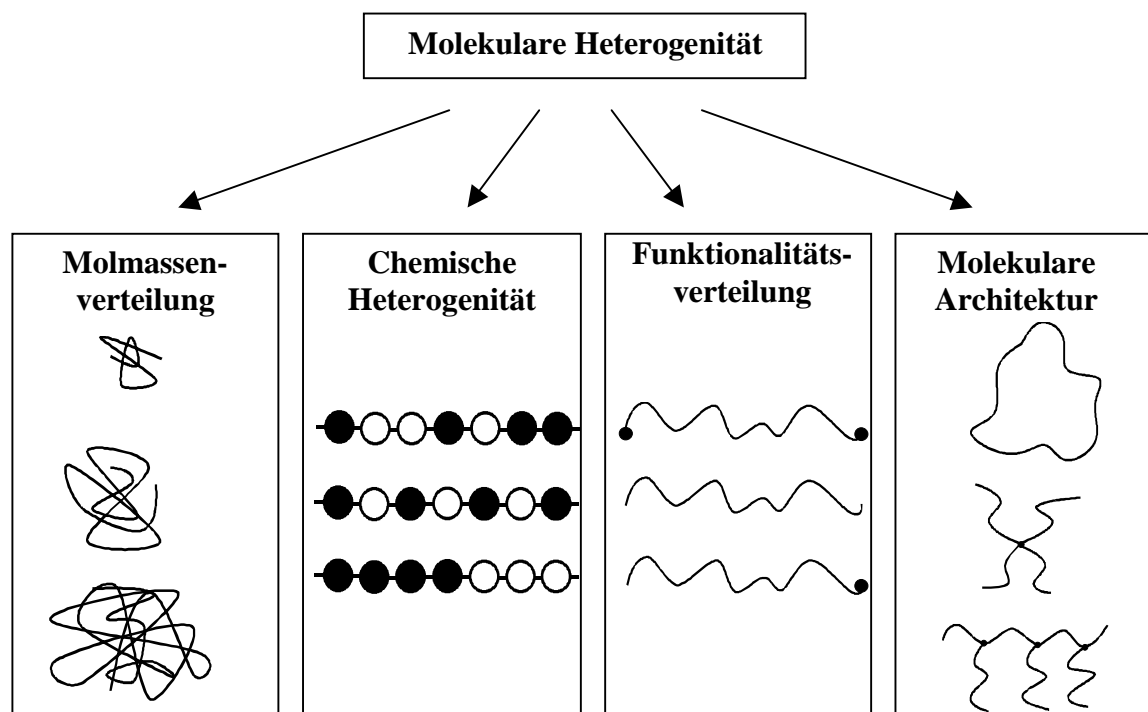 Molekulare Heterogenität
Molmassen-
verteilung
Chemische
Heterogenität
Funktionalitäts-
verteilung
Molekulare
Architektur